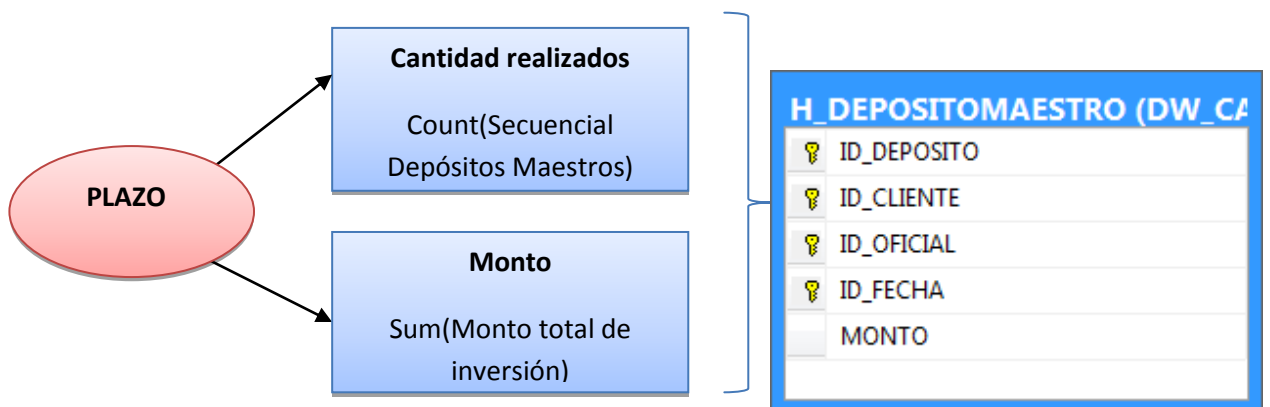 PLAZO
Cantidad realizados
Count(Secuencial
Depósitos Maestros)
Monto
Sum(Monto total de
inversión)
H_DEPOSITOMAESTRO (DW_CA
ID_DEPOSITO
ID_CLIENTE
ID_OFICIAL
ID_FECHA
MONTO